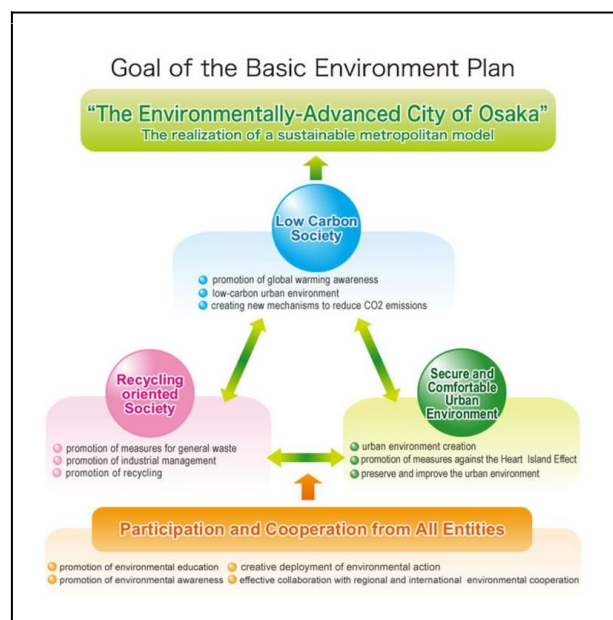 Goal of the Basic Environment Plan
“The Environmentally-Advanced City of Osaka”
The realization of a sustainable metropolitan model
Low Carbon
Society
promotion of global warming awareness
low-carbon urban environment
creating new mechanisms to reduce CO2 emissions
Recycling
oriented
Society
promotion of measures for general waste
promotion of industrial management
promotion of recycling
Secure and
Comfortable
Urban
Environment
urban environment creation
promotion of measures against the Heart Island Effect
preserve and improve the urban environment
Participation and Cooperation from All Entities
promotion of environmental education
creative deployment of environmental action
promotion of environmental awareness
effective collaboration with regional and international environmental cooperation